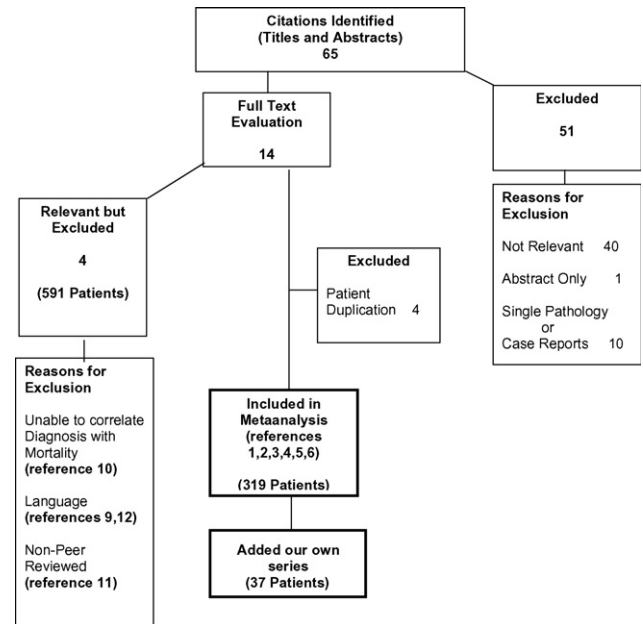 Citations Identified
(Titles and Abstracts)
65
Full Text
Evaluation
14
Excluded
51
Reasons for
Exclusion
Not Relevant 40
Abstract Only 1
Single Pathology
or
Case Reports 10
Relevant but
Excluded
4
(591 Patients)
Excluded
Patient
Duplication 4
Reasons for
Exclusion
Unable to correlate
Diagnosis with
Mortality
(reference 10)
Language
(references 9,12)
Non-Peer
Reviewed
(reference 11)
Included in
Metaanalysis
(references
1,2,3,4,5,6)
(319 Patients)
Added our own
series
(37 Patients)